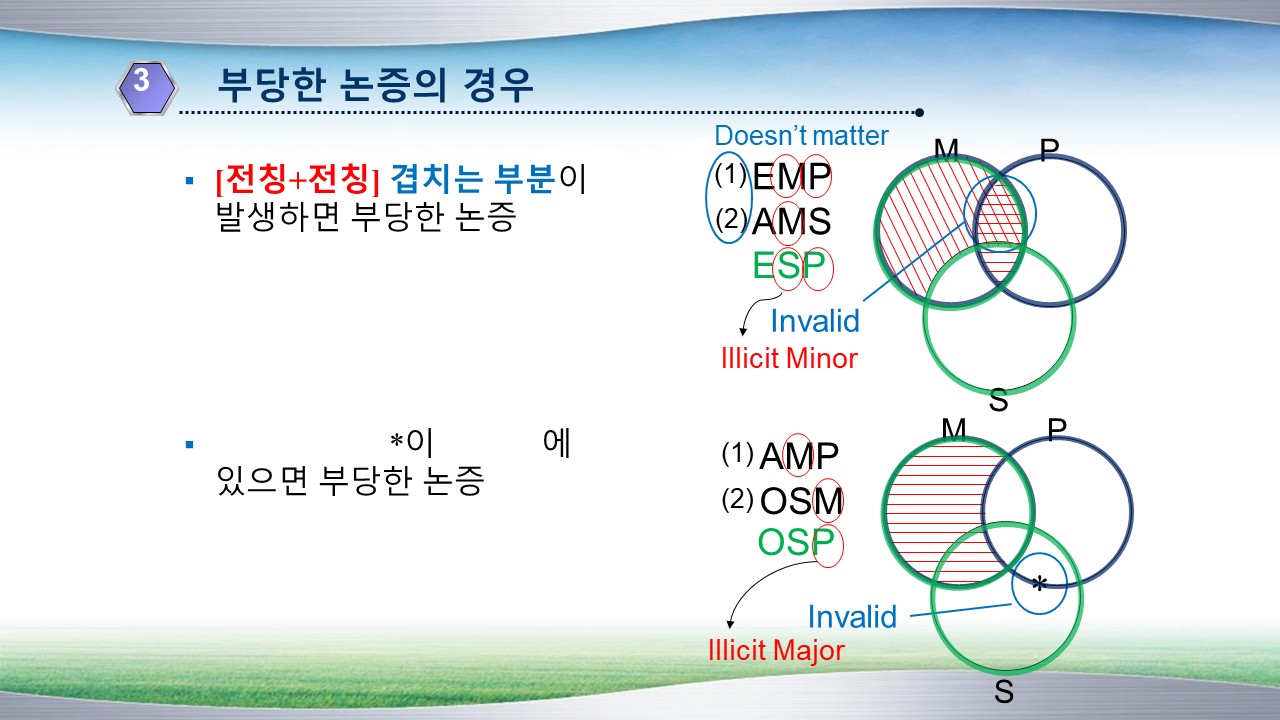 3
부당한 논증의 경우
[전칭+전칭] 겹치는 부분이
발생하면 부당한 논증
*이 에
있으면 부당한 논증
Doesn't matter
(1) EMP
(2) AMS
ESP
Invalid
Illicit Minor
M P
S
(1) AMP
(2) OSM
OSP
Invalid
Illicit Major
M P
*
S